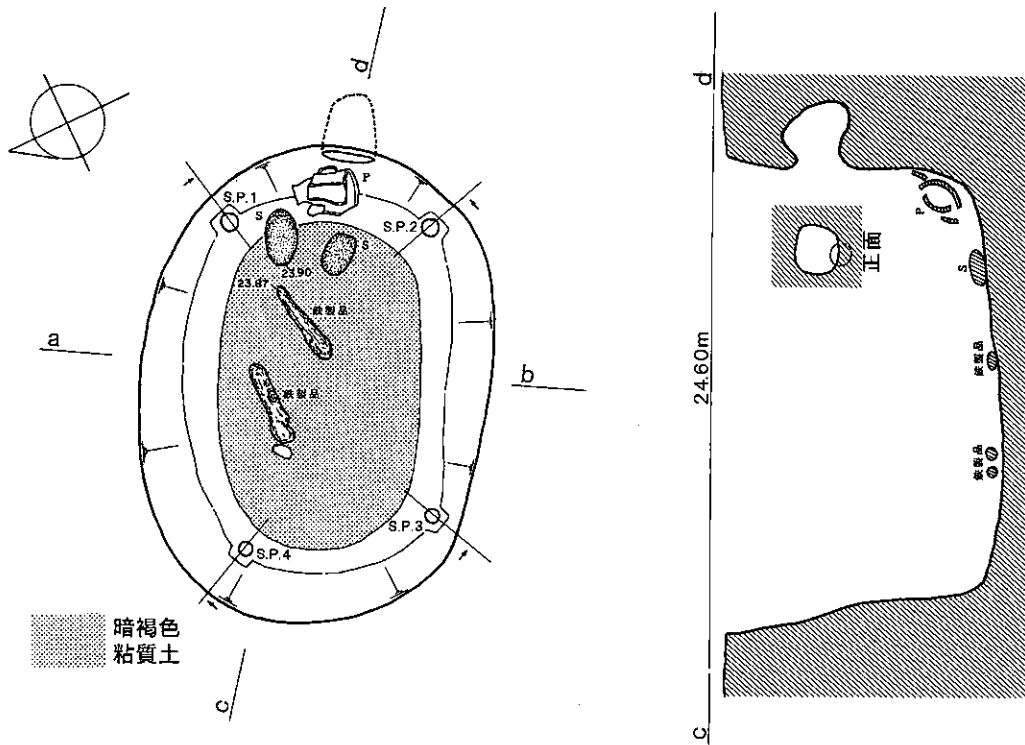 d
P
S.P.1
S
S.P.2
S
23.90
23.87
鉄製品
a
b
鉄製品
S.P.3
S.P.4
暗褐色
粘質土
c
d
P
正面
S
24.60m
鉄製品
鉄製品
c